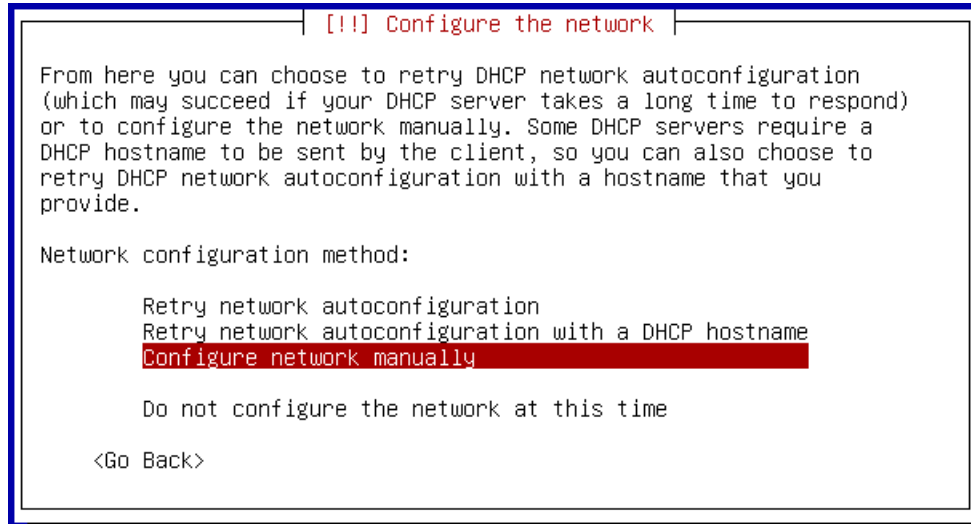 [!!] Configure the network
From here you can choose to retry DHCP network autoconfiguration
(which may succeed if your DHCP server takes a long time to respond)
or to configure the network manually. Some DHCP servers require a
DHCP hostname to be sent by the client, so you can also choose to
retry DHCP network autoconfiguration with a hostname that you
provide.
Network configuration method:
Retry network autoconfiguration
Retry network autoconfiguration with a DHCP hostname
Configure network manually
Do not configure the network at this time
<Go Back>